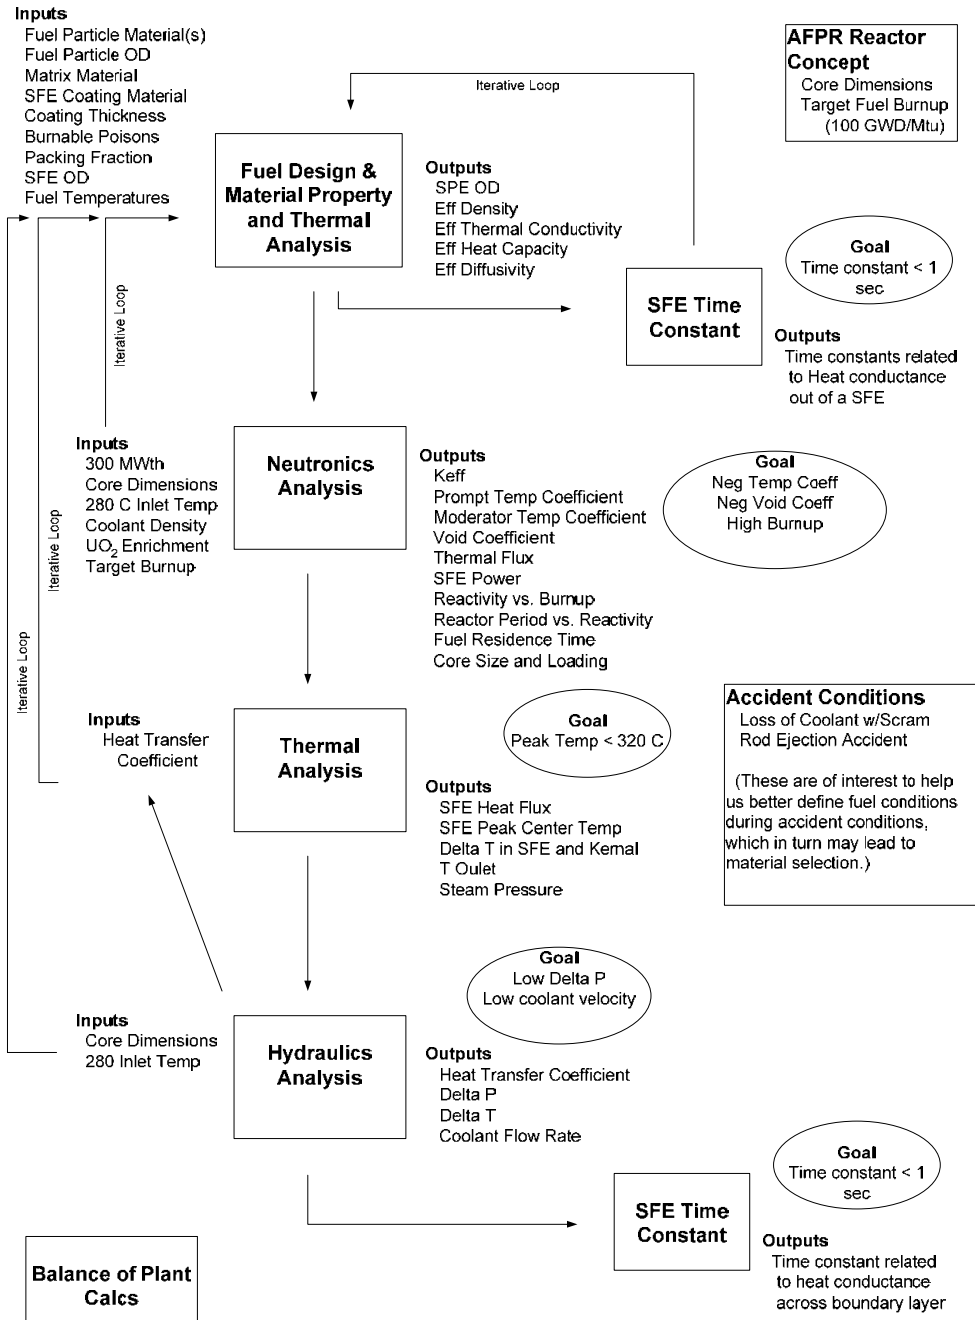 Inputs
Fuel Particle Material(s)
Fuel Particle OD
Matrix Material
SFE Coating Material
Coating Thickness
Burnable Poisons
Packing Fraction
SFE OD
Fuel Temperatures
AFPR Reactor
Concept
Core Dimensions
Target Fuel Burnup
(100 GWD/Mtu)
Iterative Loop
Fuel Design &
Material Property
and Thermal
Analysis
Outputs
SPE OD
Eff Density
Eff Thermal Conductivity
Eff Heat Capacity
Eff Diffusivity
Goal
Time constant < 1
sec
SFE Time
Constant
Outputs
Time constants related
to Heat conductance
out of a SFE
Iterative Loop
Iterative Loop
Iterative Loop
Inputs
300 MWth
Core Dimensions
280 C Inlet Temp
Coolant Density
UO2 Enrichment
Target Burnup
Neutronics
Analysis
Outputs
Keff
Prompt Temp Coefficient
Moderator Temp Coefficient
Void Coefficient
Thermal Flux
SFE Power
Reactivity vs. Burnup
Reactor Period vs. Reactivity
Fuel Residence Time
Core Size and Loading
Goal
Neg Temp Coeff
Neg Void Coeff
High Burnup
Inputs
Heat Transfer
Coefficient
Thermal
Analysis
Goal
Peak Temp < 320 C
Outputs
SFE Heat Flux
SFE Peak Center Temp
Delta T in SFE and Kernal
T Oulet
Steam Pressure
Accident Conditions
Loss of Coolant w/Scram
Rod Ejection Accident
(These are of interest to help
us better define fuel conditions
during accident conditions,
which in turn may lead to
material selection.)
Goal
Low Delta P
Low coolant velocity
Inputs
Core Dimensions
280 Inlet Temp
Hydraulics
Analysis
Outputs
Heat Transfer Coefficient
Delta P
Delta T
Coolant Flow Rate
Goal
Time constant < 1
sec
SFE Time
Constant
Outputs
Time constant related
to heat conductance
across boundary layer
Balance of Plant
Calcs